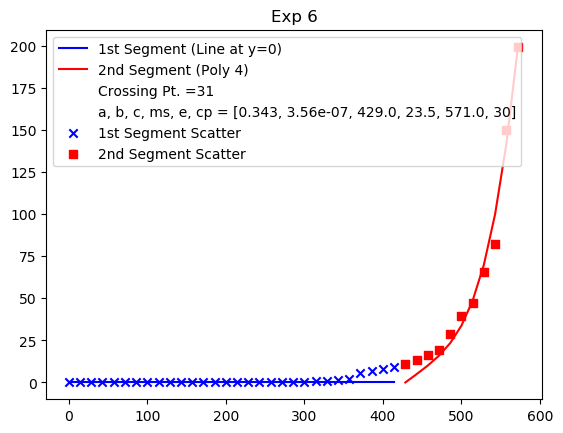 Exp 6
1st Segment (Line at y=0)
2nd Segment (Poly 4)
Crossing Pt. =31
a, b, c, ms, e, cp = [0.343, 3.56e-07, 429.0, 23.5, 571.0, 30]
1st Segment Scatter
2nd Segment Scatter
200
175
150
125
100
75
50
25
0
0 100 200 300 400 500 600